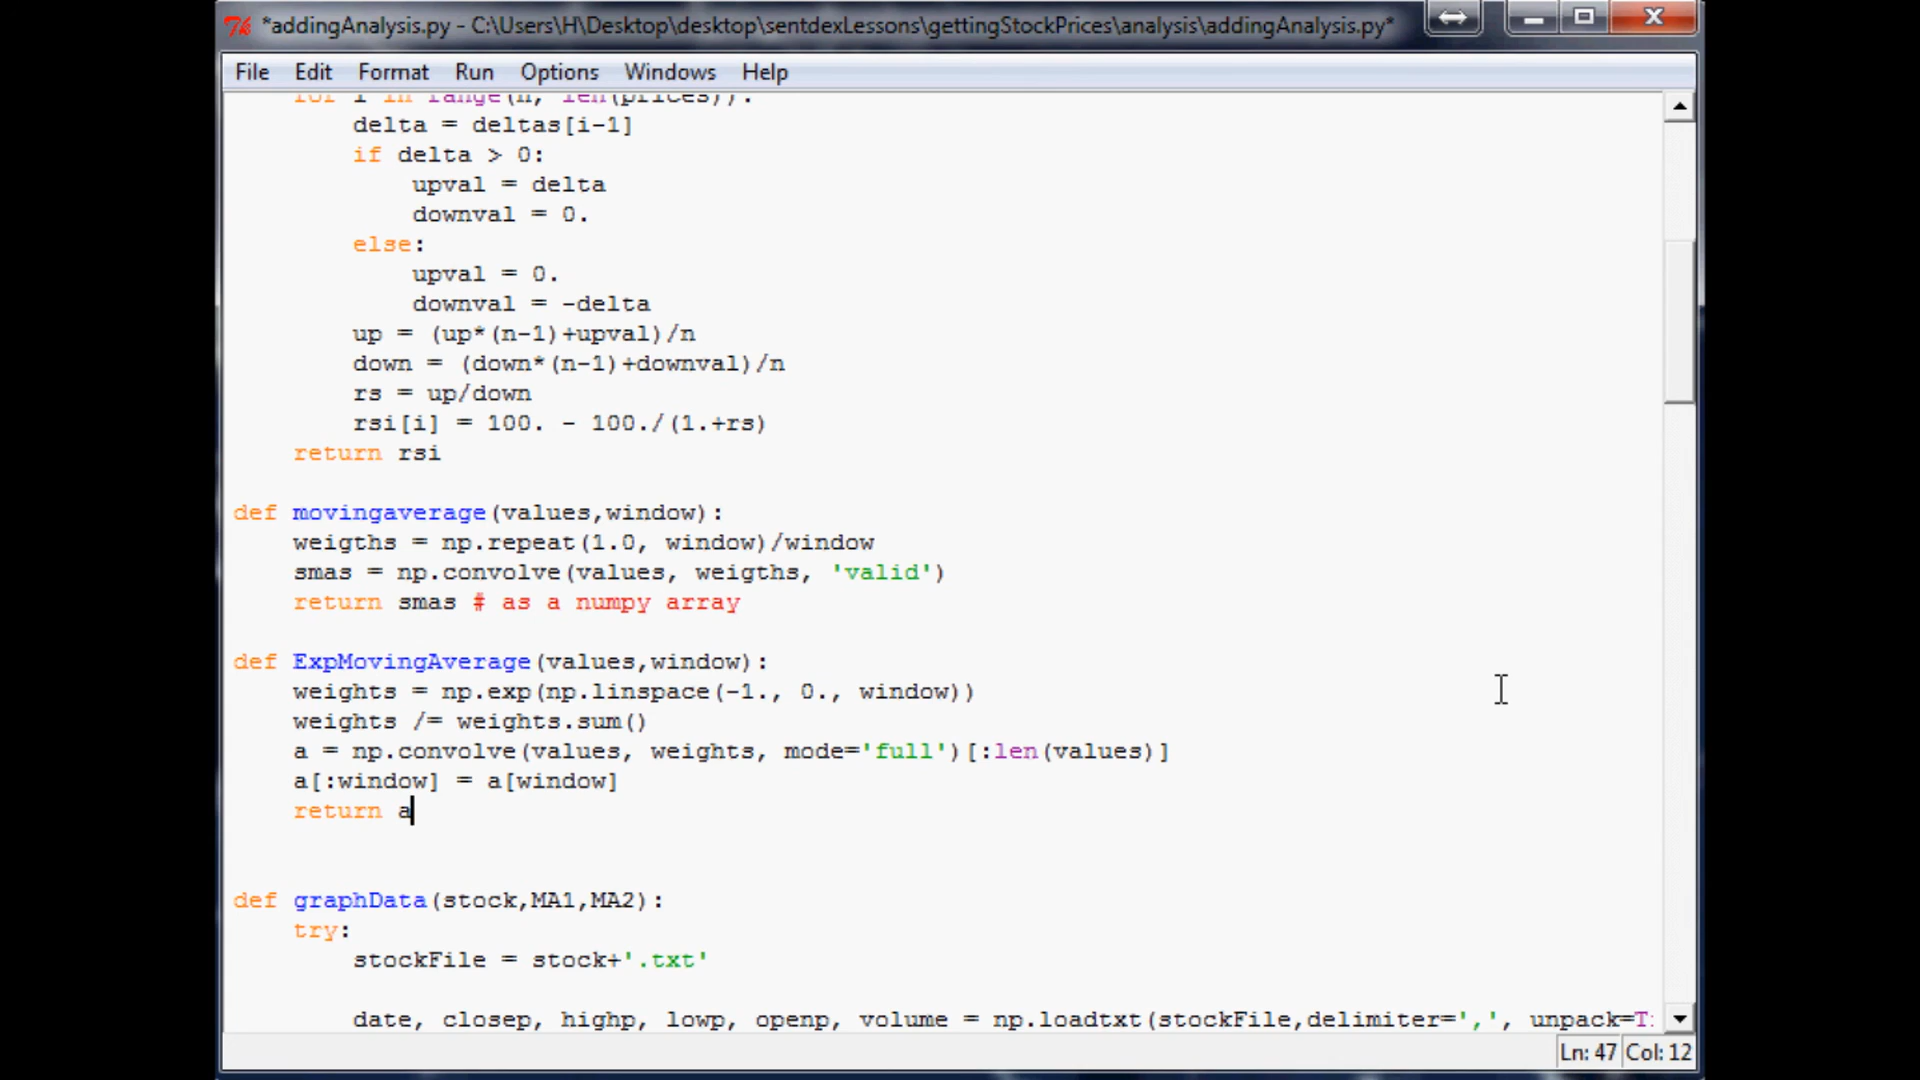 *addingAnalysis.py - C:\Users\H\Desktop\desktop\sentdexLessons\gettingStockPrices\analysis\addingAnalysis.py*
File Edit Format Run Options Windows Help
for i in range(n, len(prices)):
delta = deltas[i-1]
if delta > 0:
upval = delta
downval = 0.
else:
upval = 0.
downval = -delta
up = (up*(n-1)+upval)/n
down = (down*(n-1)+downval)/n
rs = up/down
rsi[i] = 100. - 100./(1.+rs)
return rsi
def movingaverage(values,window):
weigths = np.repeat(1.0, window)/window
smas = np.convolve(values, weigths, 'valid')
return smas # as a numpy array
def ExpMovingAverage(values,window):
weights = np.exp(np.linspace(-1., 0., window))
weights /= weights.sum()
a = np.convolve(values, weights, mode='full')[:len(values)]
a[:window] = a[window]
return a
def graphData(stock,MA1,MA2):
try:
stockFile = stock+'.txt'
date, closep, highp, lowp, openp, volume = np.loadtxt(stockFile,delimiter=',', unpack=T
Ln: 47 Col: 12